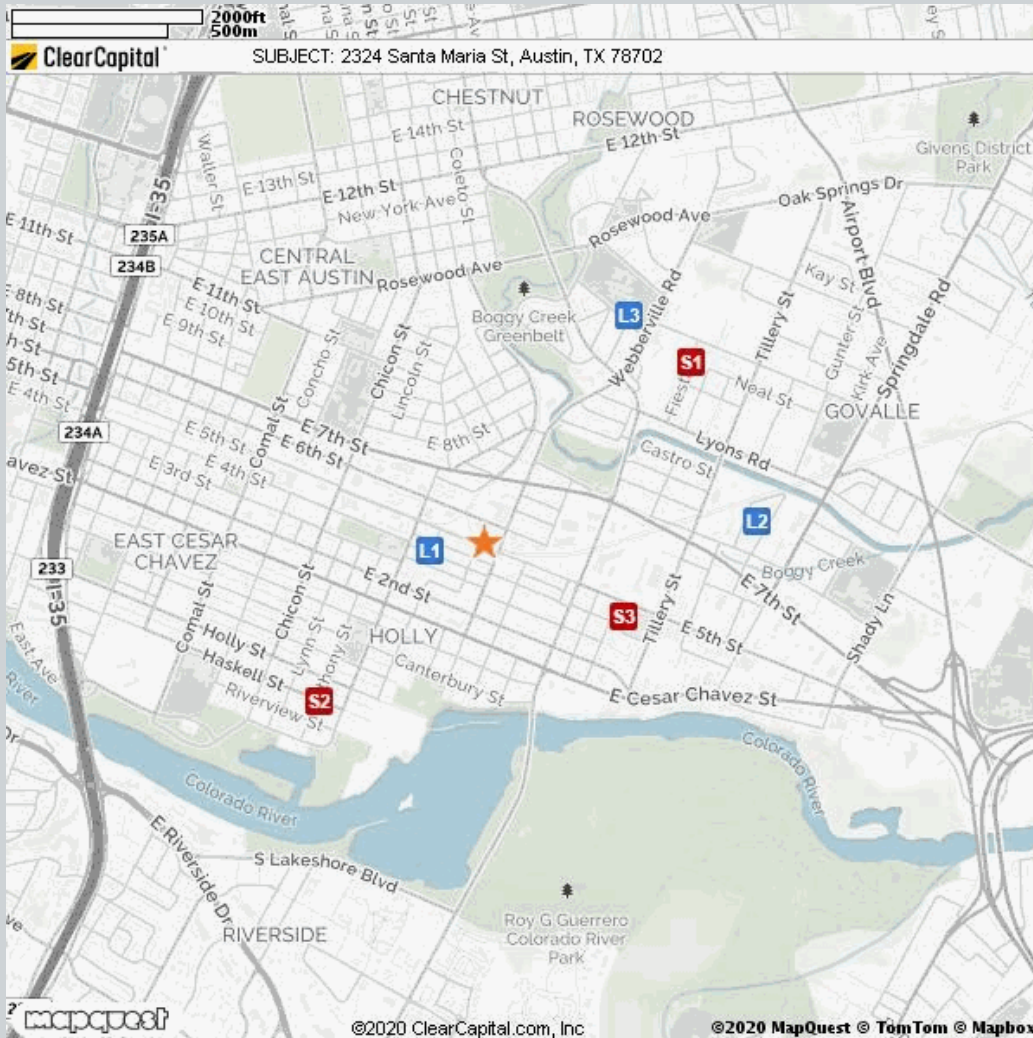 2000ft
500m
ClearCapital
SUBJECT: 2324 Santa Maria St, Austin, TX 78702
CHESTNUT
ROSEWOOD
E 14th St
E 12th St
Givens District
Park
Waller St
E 13th St
E 12th St
New York Ave
Coleto St
Oak Springs Dr
Rosewood Ave
I-35
E 11th St
235A
234B
CENTRAL
EAST AUSTIN
Rosewood Ave
Airport Blvd
Kay St
E 11th St
E 10th St
E 9th St
8th St
Boggy Creek
Greenbelt
L3
Webberville Rd
Tillery St
Gunter St
Kirk Ave
Springdale Rd
Concho St
Chicon St
Lincoln St
S1
5th St
E 4th St
Neal St
GOVALLE
234A
Comal St
E 7th St
E 6th St
E 8th St
E 5th St
E 4th St
E 3rd St
Lyons Rd
Castro St
L2
L1
EAST CESAR
CHAVEZ
233
I-35
E 2nd St
Boggy Creek
E 7th St
Comal St
Chicon St
Lynn St
HOLLY
S3
Tillery St
E 5th St
Shady Ln
East Ave
Holly St
Haskell St
Riverview St
S2
Canterbury St
E Cesar Chavez St
River
Colorado River
Colorado River
E Riverside Dr
S Lakeshore Blvd
RIVERSIDE
Roy G Guerrero
Colorado River
Park
mapquest
©2020 ClearCapital.com, Inc
©2020 MapQuest © TomTom © Mapbox